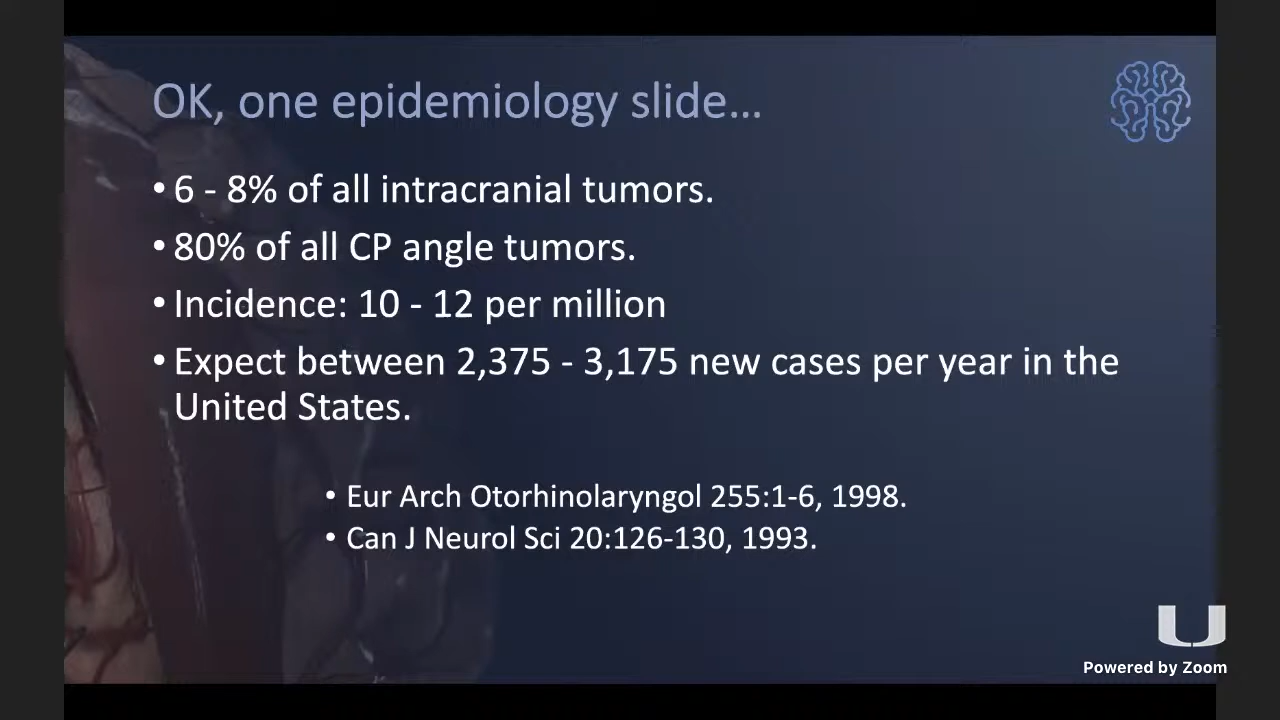 OK, one epidemiology slide...
• 6 - 8% of all intracranial tumors.
• 80% of all CP angle tumors.
• Incidence: 10 - 12 per million
• Expect between 2,375 - 3,175 new cases per year in the
United States.
• Eur Arch Otorhinolaryngol 255:1-6, 1998.
• Can J Neurol Sci 20:126-130, 1993.
U
Powered by Zoom